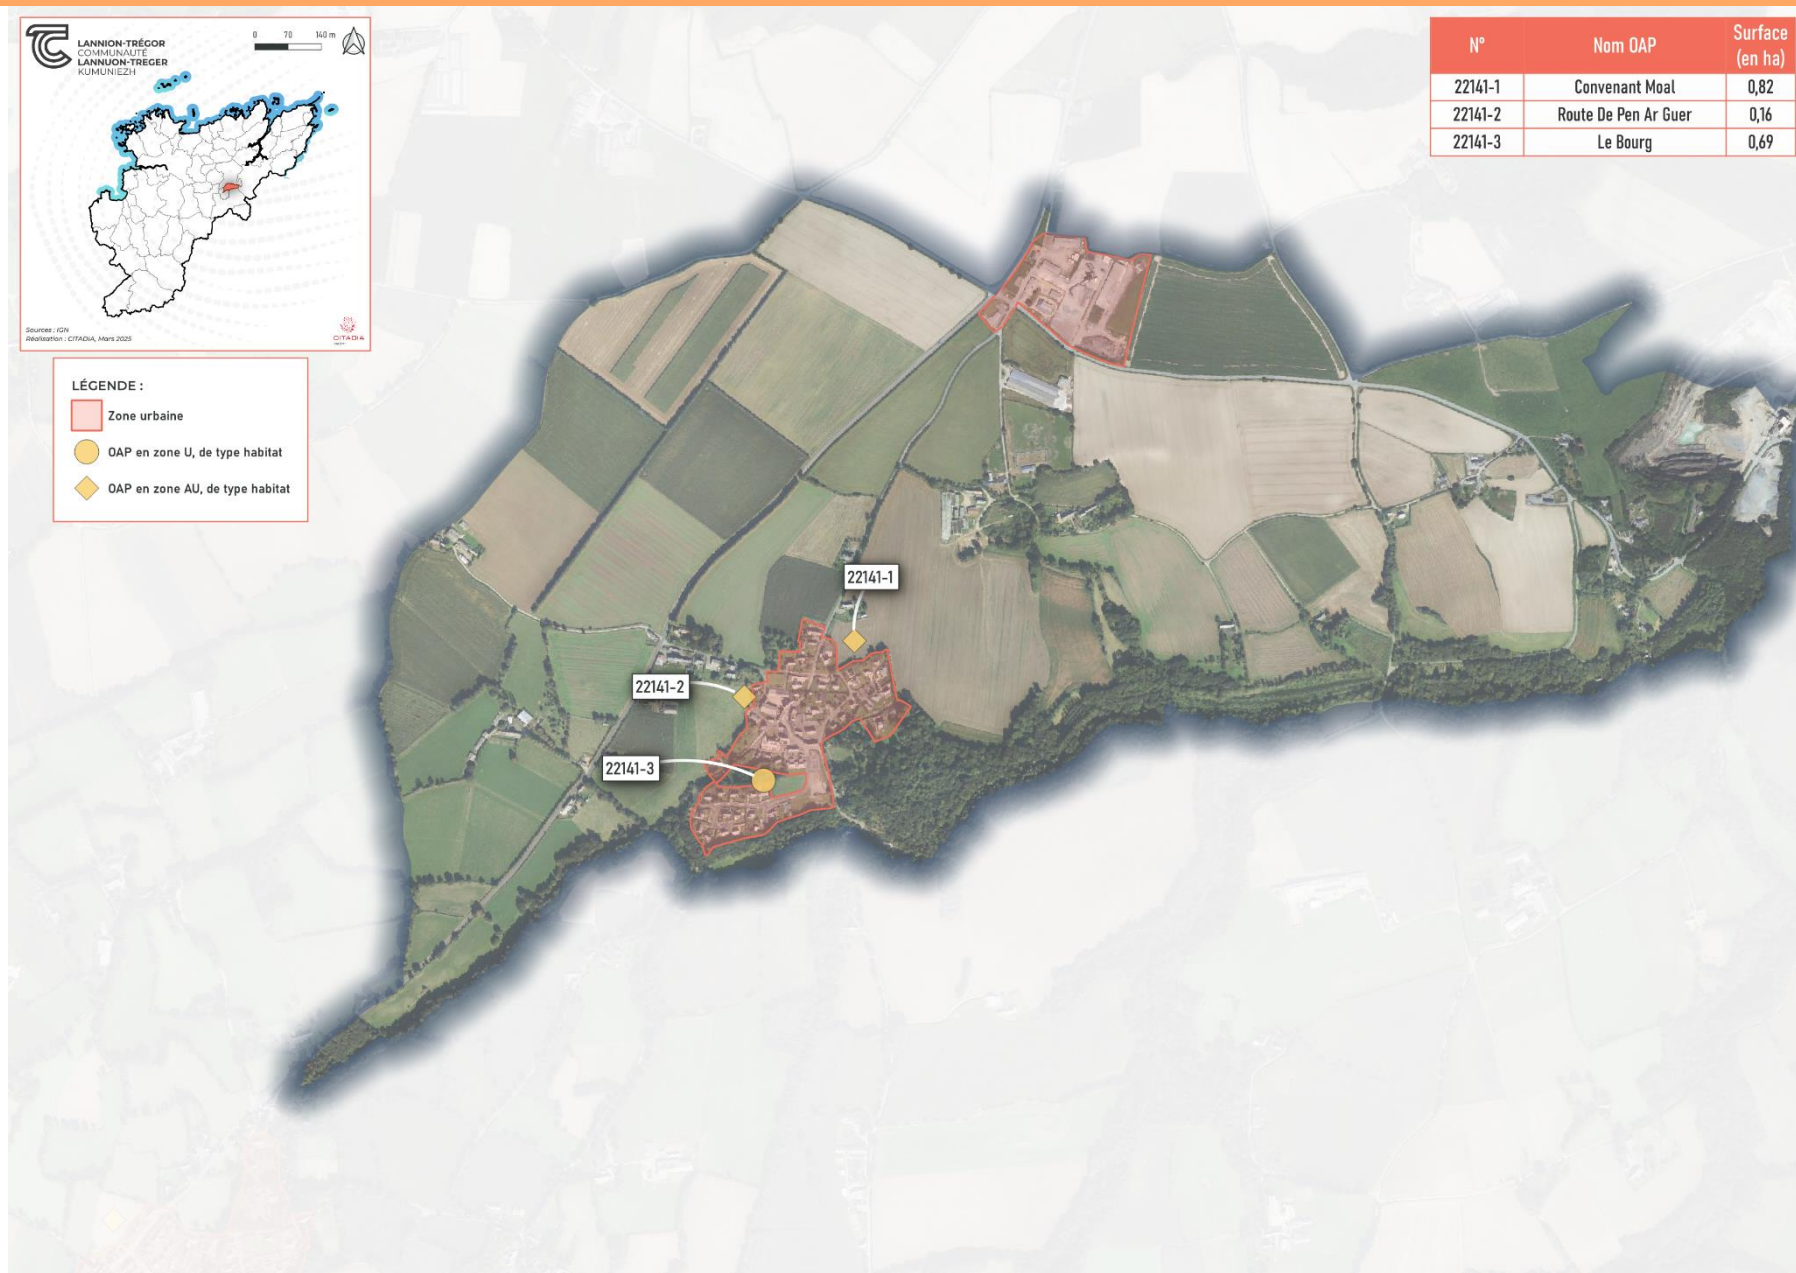 LANNION-TRÉGOR
COMMUNAUTÉ
LANNUON-TREGER
KUMUNIEZH
0 70 140 m
Sources : IGN
Réalisation : CITADIA, Mars 2025
CITADIA
LÉGENDE :
Zone urbaine
OAP en zone U, de type habitat
OAP en zone AU, de type habitat
N° Nom OAP Surface (en ha)
22141-1 Convenant Moal 0,82
22141-2 Route De Pen Ar Guer 0,16
22141-3 Le Bourg 0,69
22141-1
22141-2
22141-3